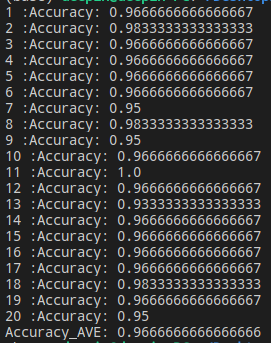 1 :Accuracy: 0.9666666666666667
2 :Accuracy: 0.9833333333333333
3 :Accuracy: 0.9666666666666667
4 :Accuracy: 0.9666666666666667
5 :Accuracy: 0.9666666666666667
6 :Accuracy: 0.9666666666666667
7 :Accuracy: 0.95
8 :Accuracy: 0.9833333333333333
9 :Accuracy: 0.95
10 :Accuracy: 0.9666666666666667
11 :Accuracy: 1.0
12 :Accuracy: 0.9666666666666667
13 :Accuracy: 0.9333333333333333
14 :Accuracy: 0.9666666666666667
15 :Accuracy: 0.9666666666666667
16 :Accuracy: 0.9666666666666667
17 :Accuracy: 0.9666666666666667
18 :Accuracy: 0.9833333333333333
19 :Accuracy: 0.9666666666666667
20 :Accuracy: 0.95
Accuracy_AVE: 0.9666666666666666